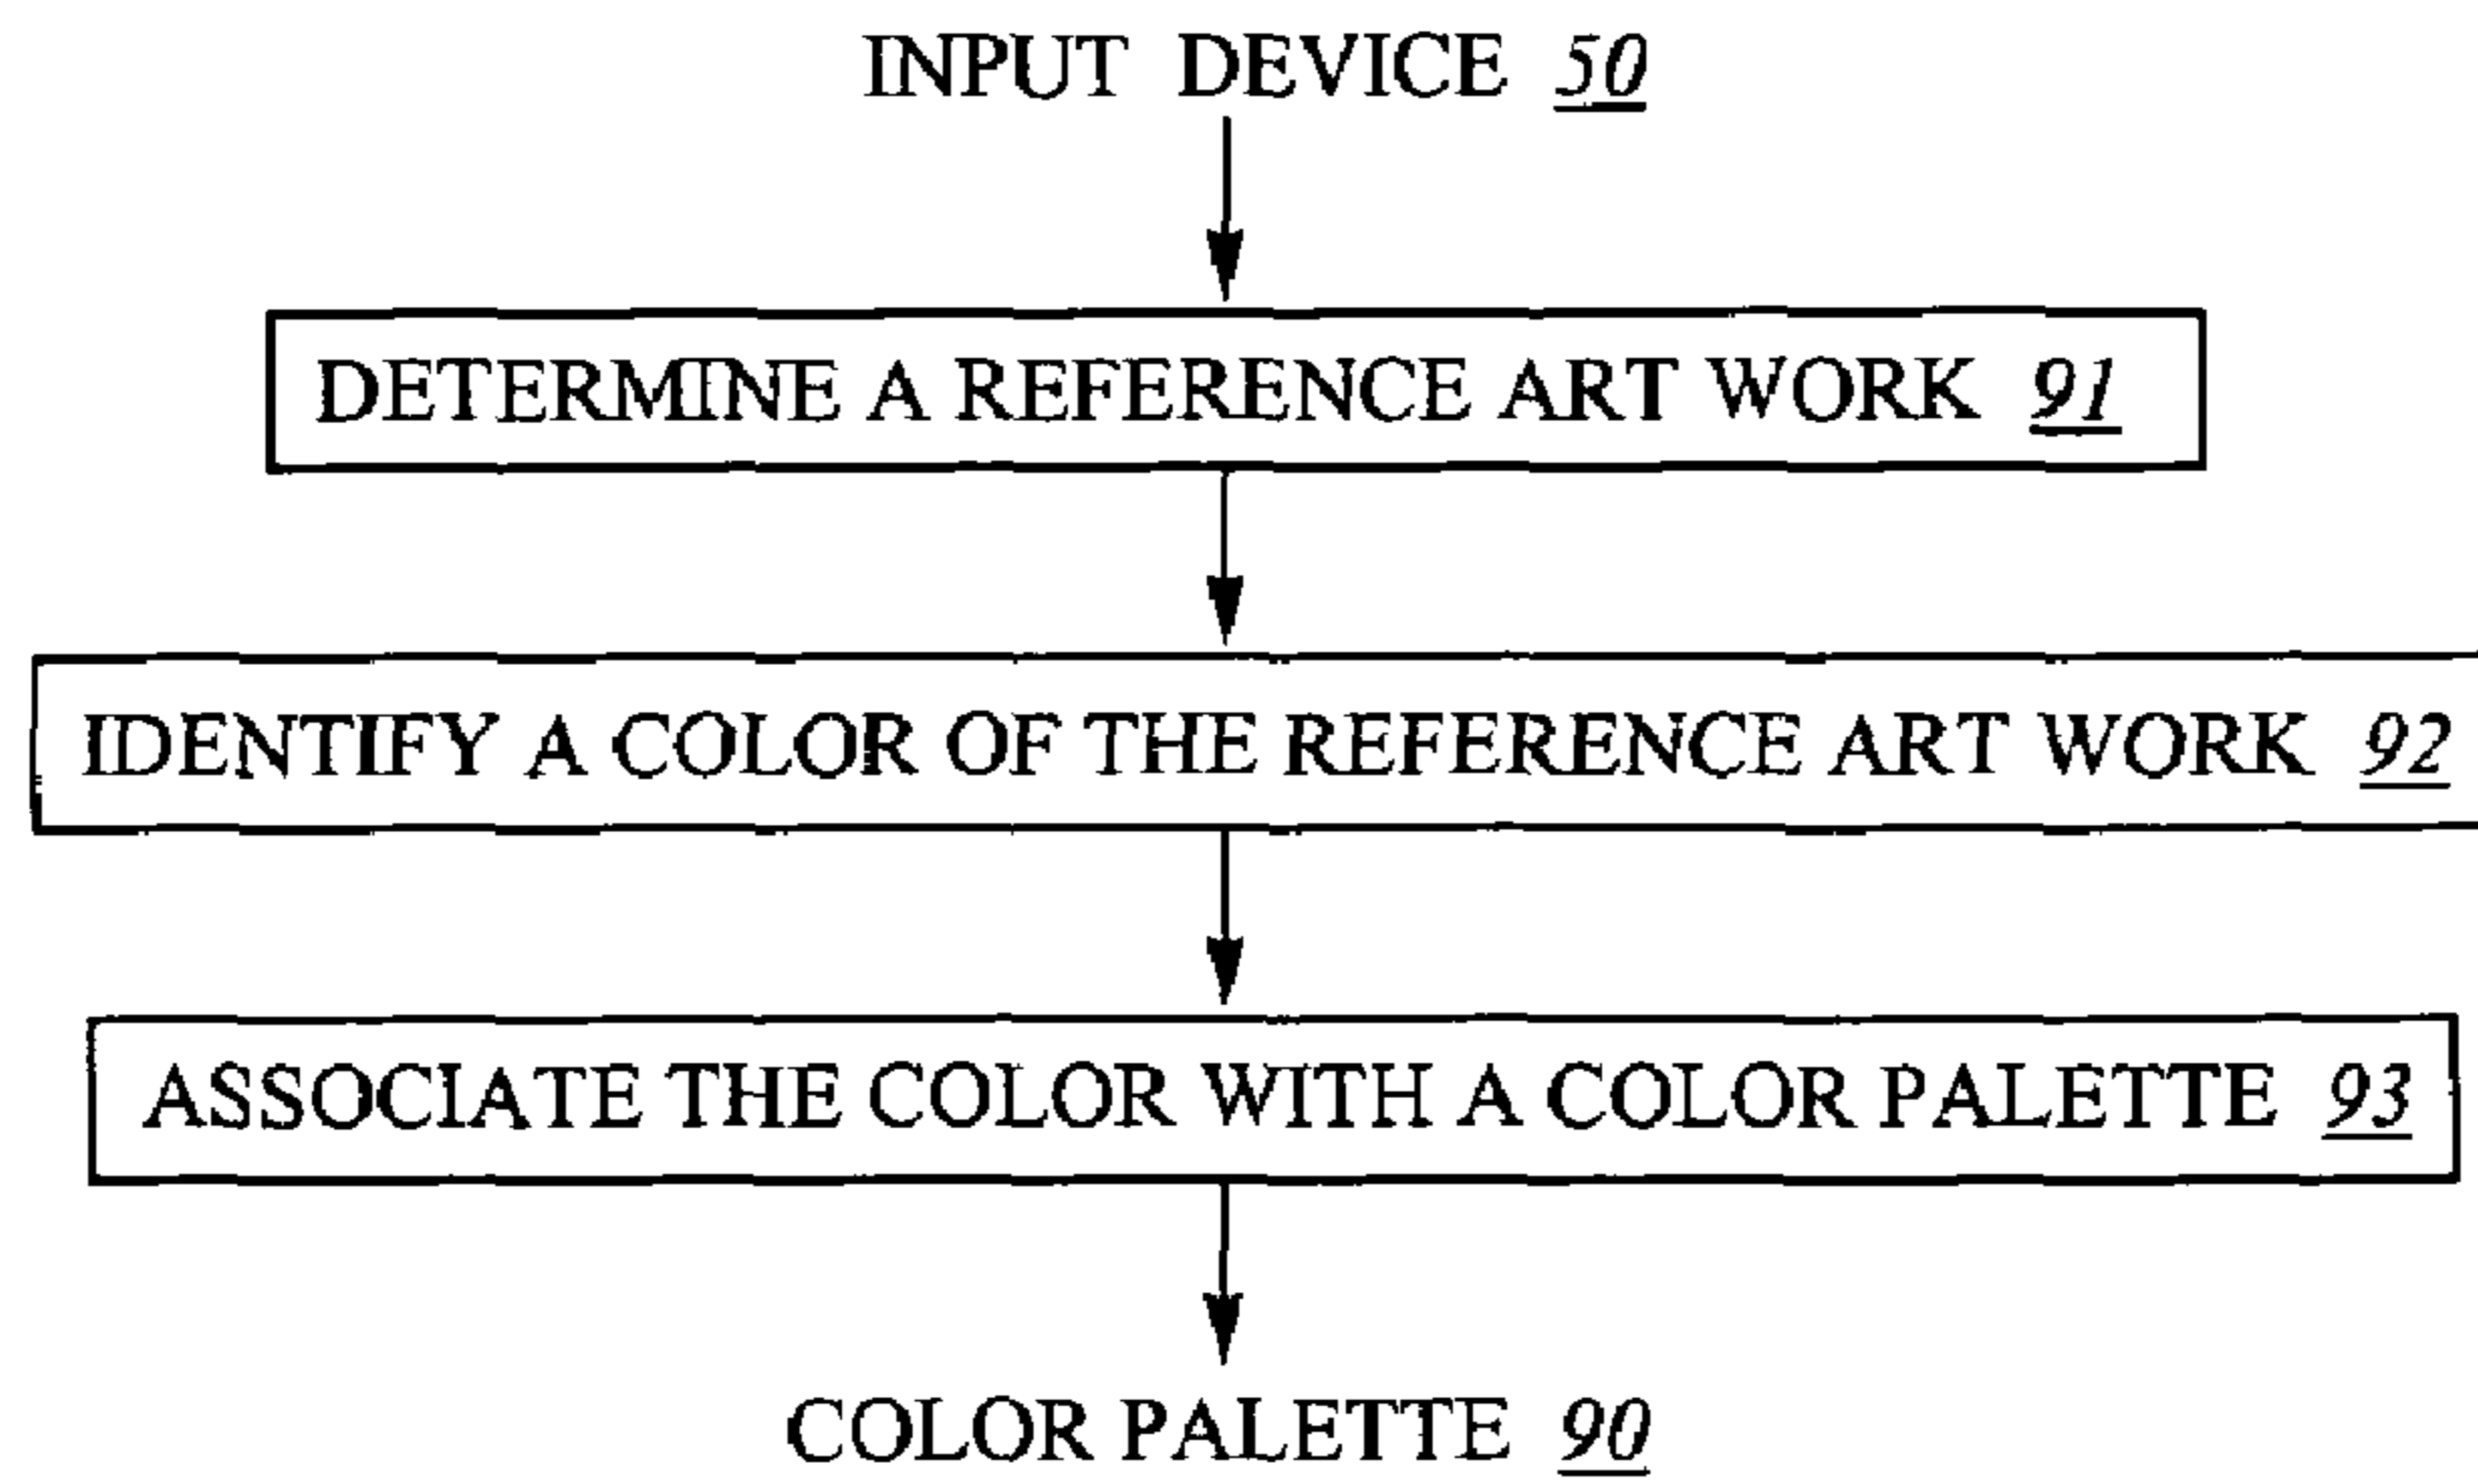 INPUT DEVICE 50
DETERMINE A REFERENCE ART WORK 91
IDENTIFY A COLOR OF THE REFERENCE ART WORK 92
ASSOCIATE THE COLOR WITH A COLOR PALETTE 93
COLOR PALETTE 90